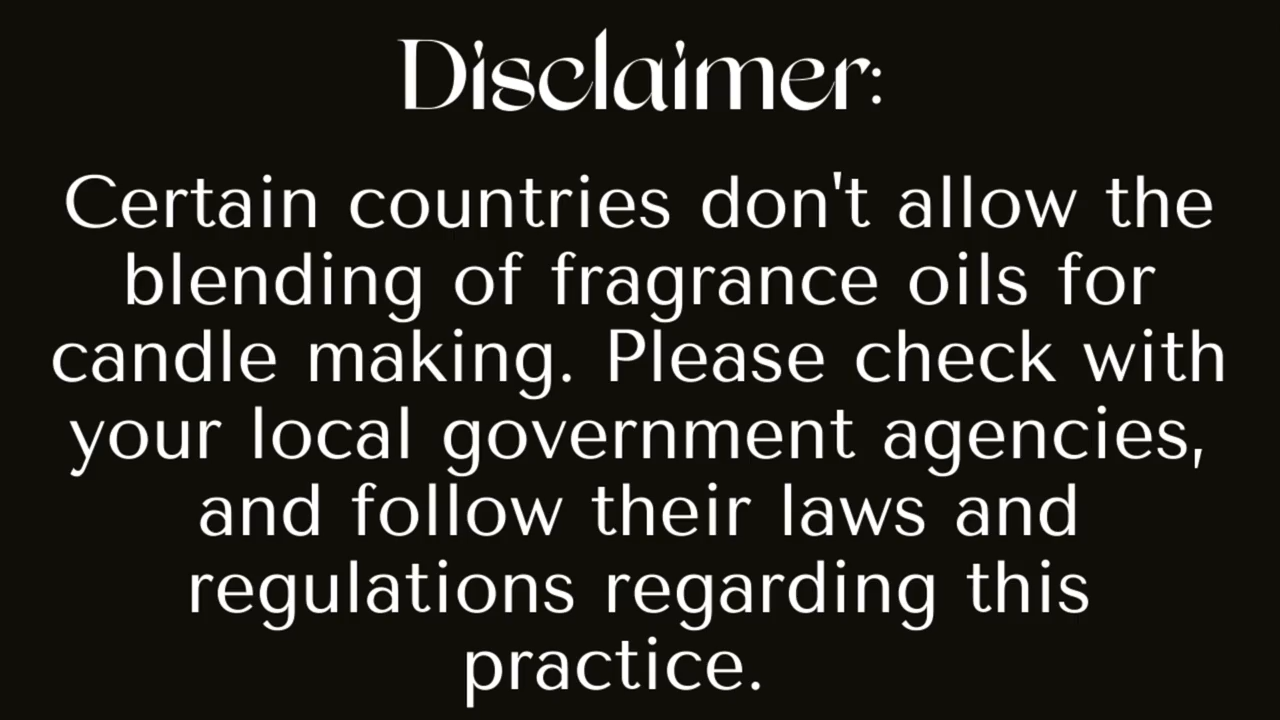 Disclaimer:
Certain countries don't allow the
blending of fragrance oils for
candle making. Please check with
your local government agencies,
and follow their laws and
regulations regarding this
practice.